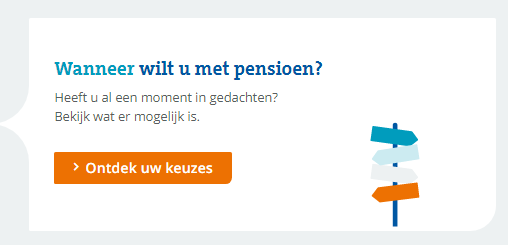 Wanneer wilt u met pensioen?
Heeft u al een moment in gedachten?
Bekijk wat er mogelijk is.
Ontdek uw keuzes